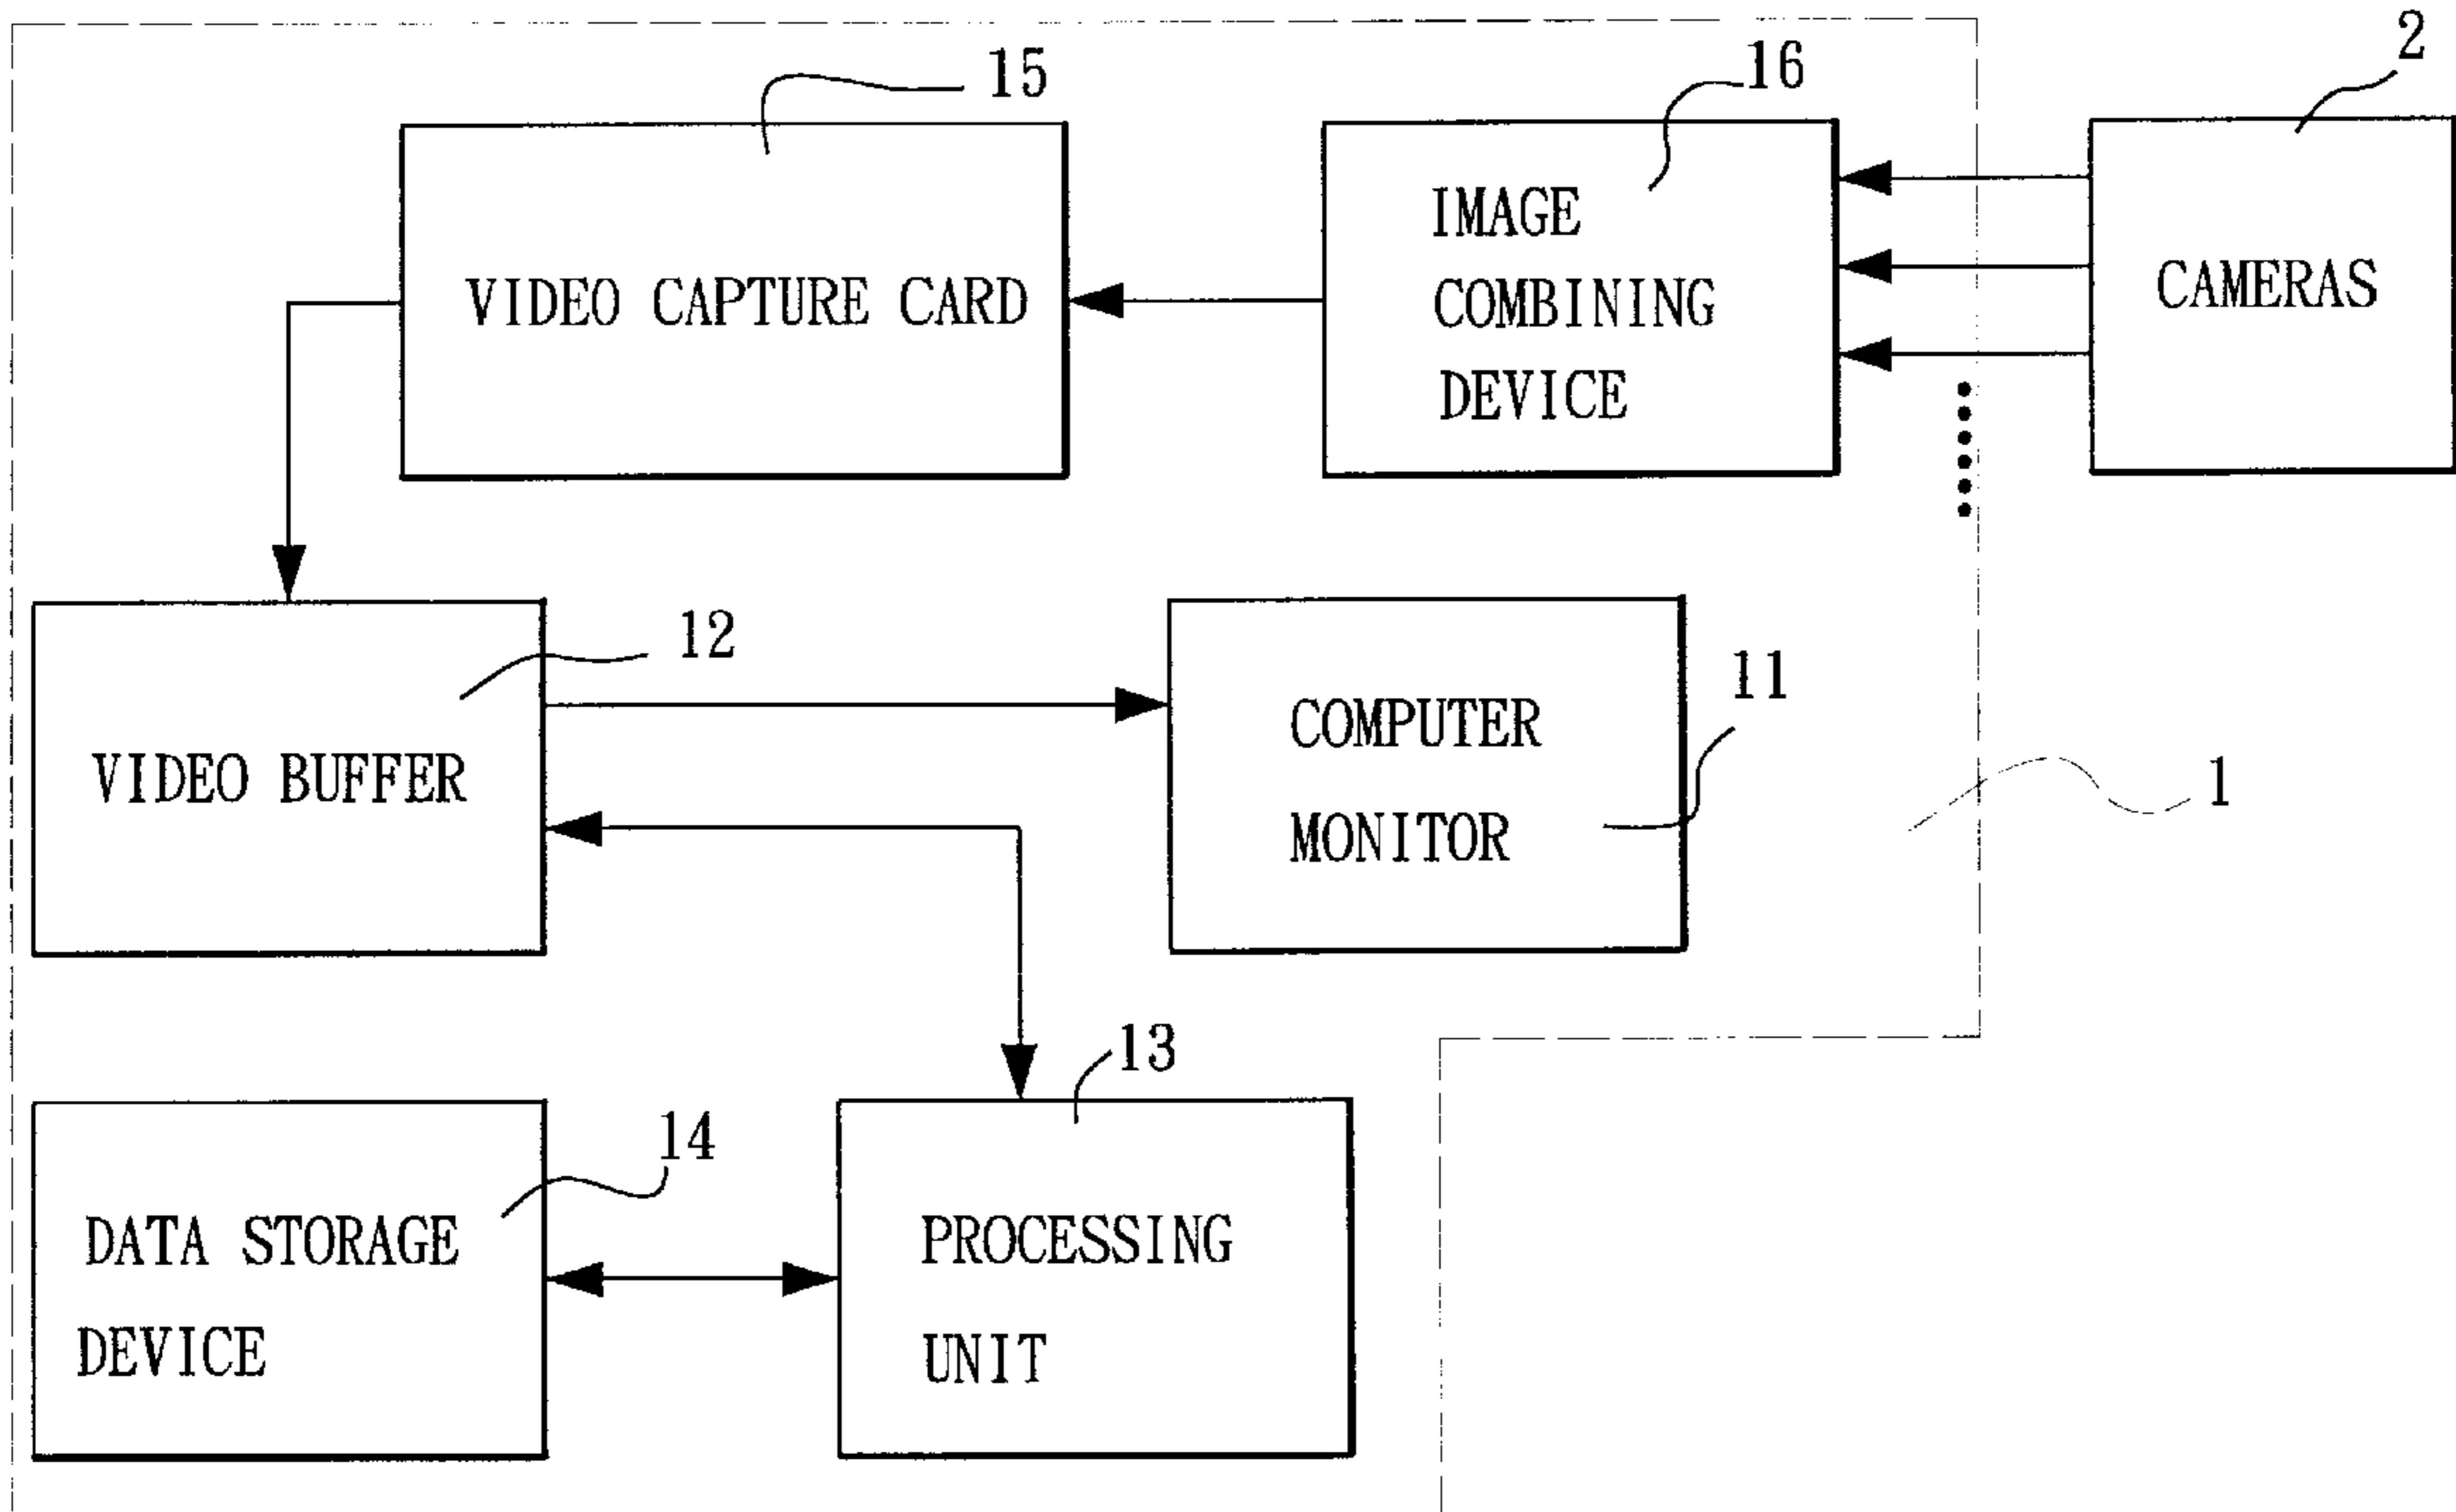 15
16
2
VIDEO CAPTURE CARD
IMAGE
COMBINING
DEVICE
CAMERAS
12
VIDEO BUFFER
COMPUTER
MONITOR
11
1
13
14
DATA STORAGE
DEVICE
PROCESSING
UNIT